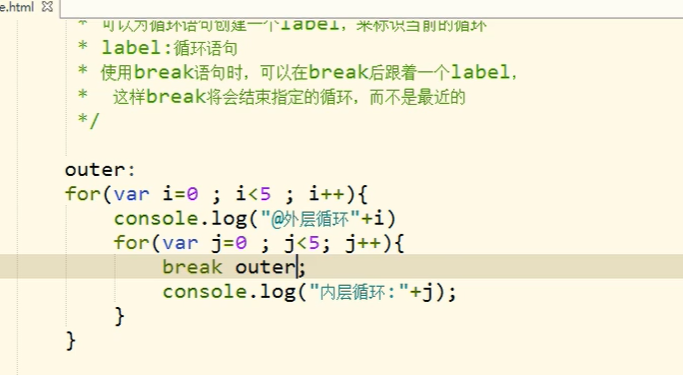 e.html
* 可以为循环语句创建一个label，来标识当前的循环
* label:循环语句
* 使用break语句时，可以在break后跟着一个label，
*  这样break将会结束指定的循环，而不是最近的
*/
outer:
for(var i=0 ; i<5 ; i++){
console.log("@外层循环"+i)
for(var j=0 ; j<5; j++){
break outer;
console.log("内层循环:"+j);
}
}